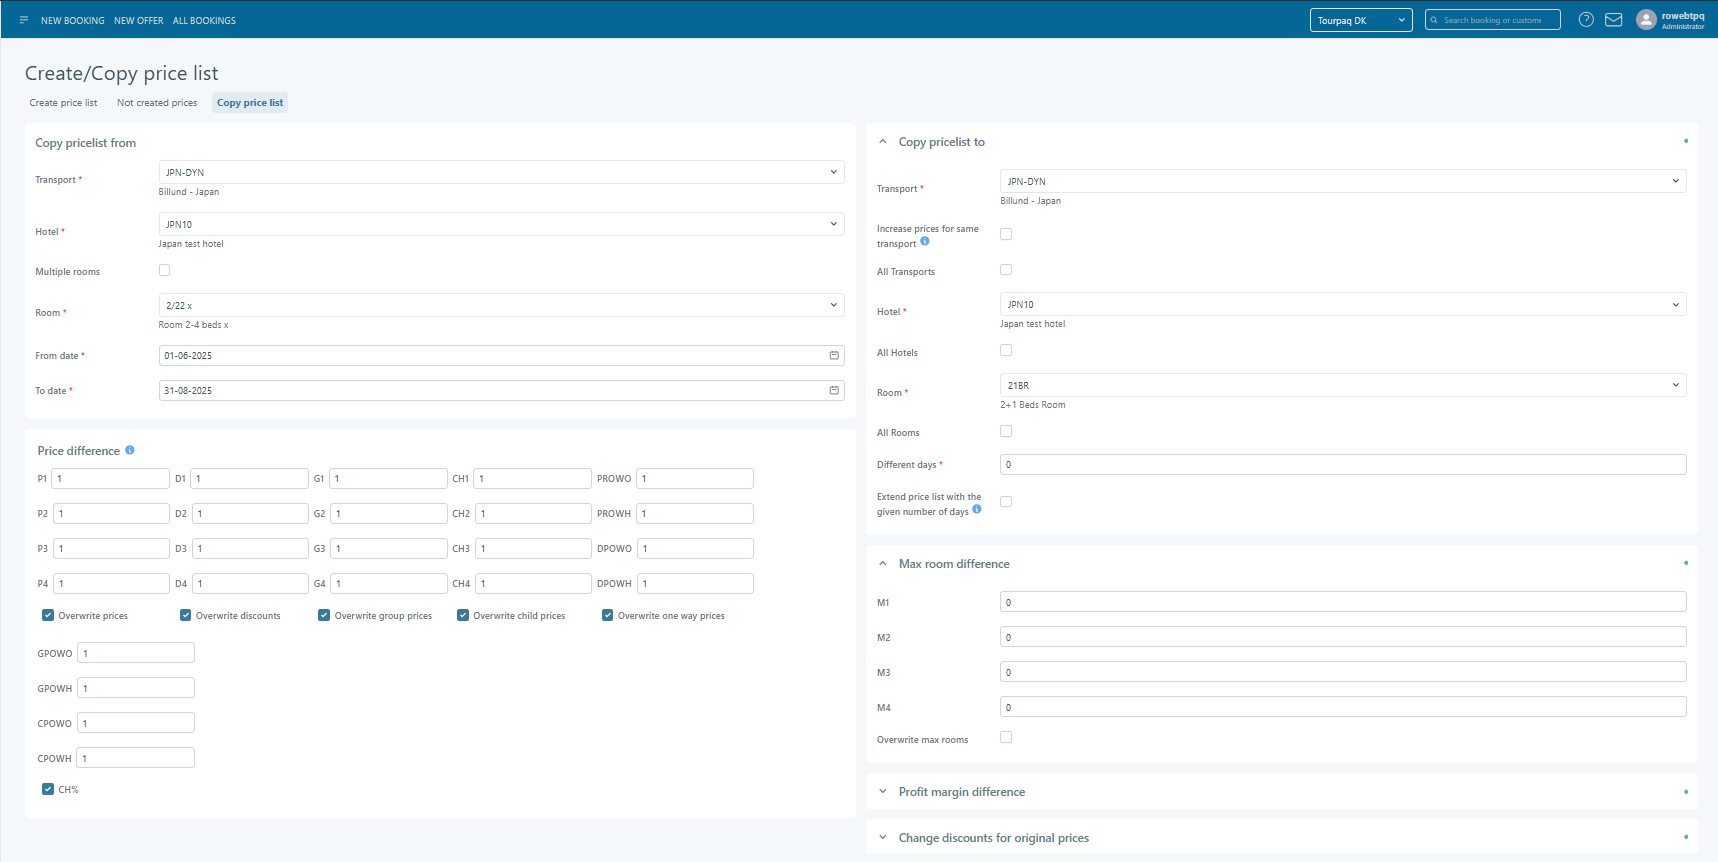 NEW BOOKING NEW OFFER ALL BOOKINGS
Tourpaq DK
Search booking or custome
rowebtpq
Administrator
Create/Copy price list
Create price list Not created prices Copy price list
Copy pricelist from
Transport * JPN-DYN
Billund - Japan
Hotel * JPN10
Japan test hotel
Multiple rooms
Room * 2/22 x
Room 2-4 beds x
From date * 01-06-2025
To date * 31-08-2025
Price difference
P1 1 D1 1 G1 1 CH1 1 PROWO 1
P2 1 D2 1 G2 1 CH2 1 PROWH 1
P3 1 D3 1 G3 1 CH3 1 DPOWO 1
P4 1 D4 1 G4 1 CH4 1 DPOWH 1
Overwrite prices Overwrite discounts Overwrite group prices Overwrite child prices Overwrite one way prices
GPOWO 1
GPOWH 1
CPOWO 1
CPOWH 1
CH%
Copy pricelist to
Transport * JPN-DYN
Billund - Japan
Increase prices for same
transport
All Transports
Hotel * JPN10
Japan test hotel
All Hotels
Room * 21BR
2+1 Beds Room
All Rooms
Different days * 0
Extend price list with the
given number of days
Max room difference
M1 0
M2 0
M3 0
M4 0
Overwrite max rooms
Profit margin difference
Change discounts for original prices